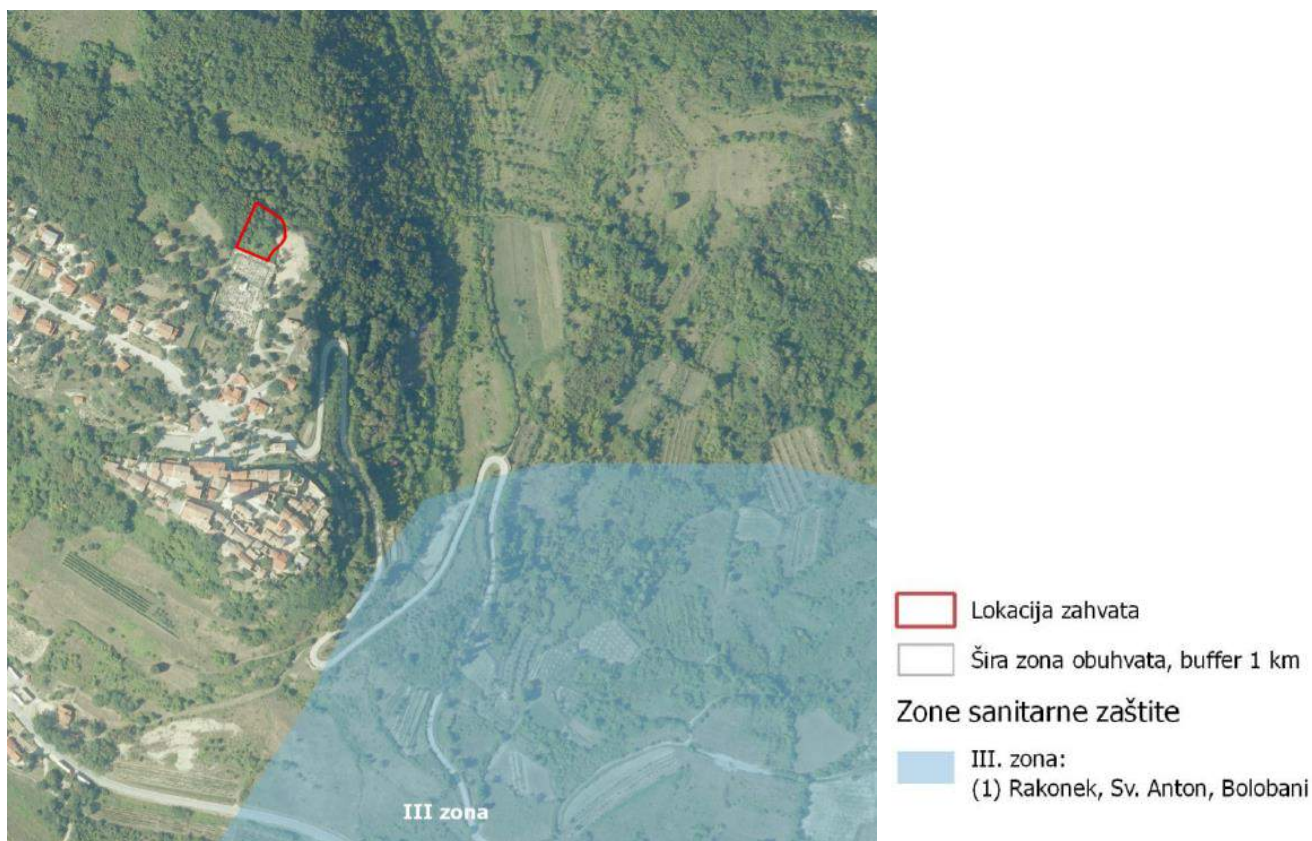 III zona
Lokacija zahvata
Šira zona obuhvata, buffer 1 km
Zone sanitarne zaštite
III. zona:
(1) Rakonek, Sv. Anton, Bolobani